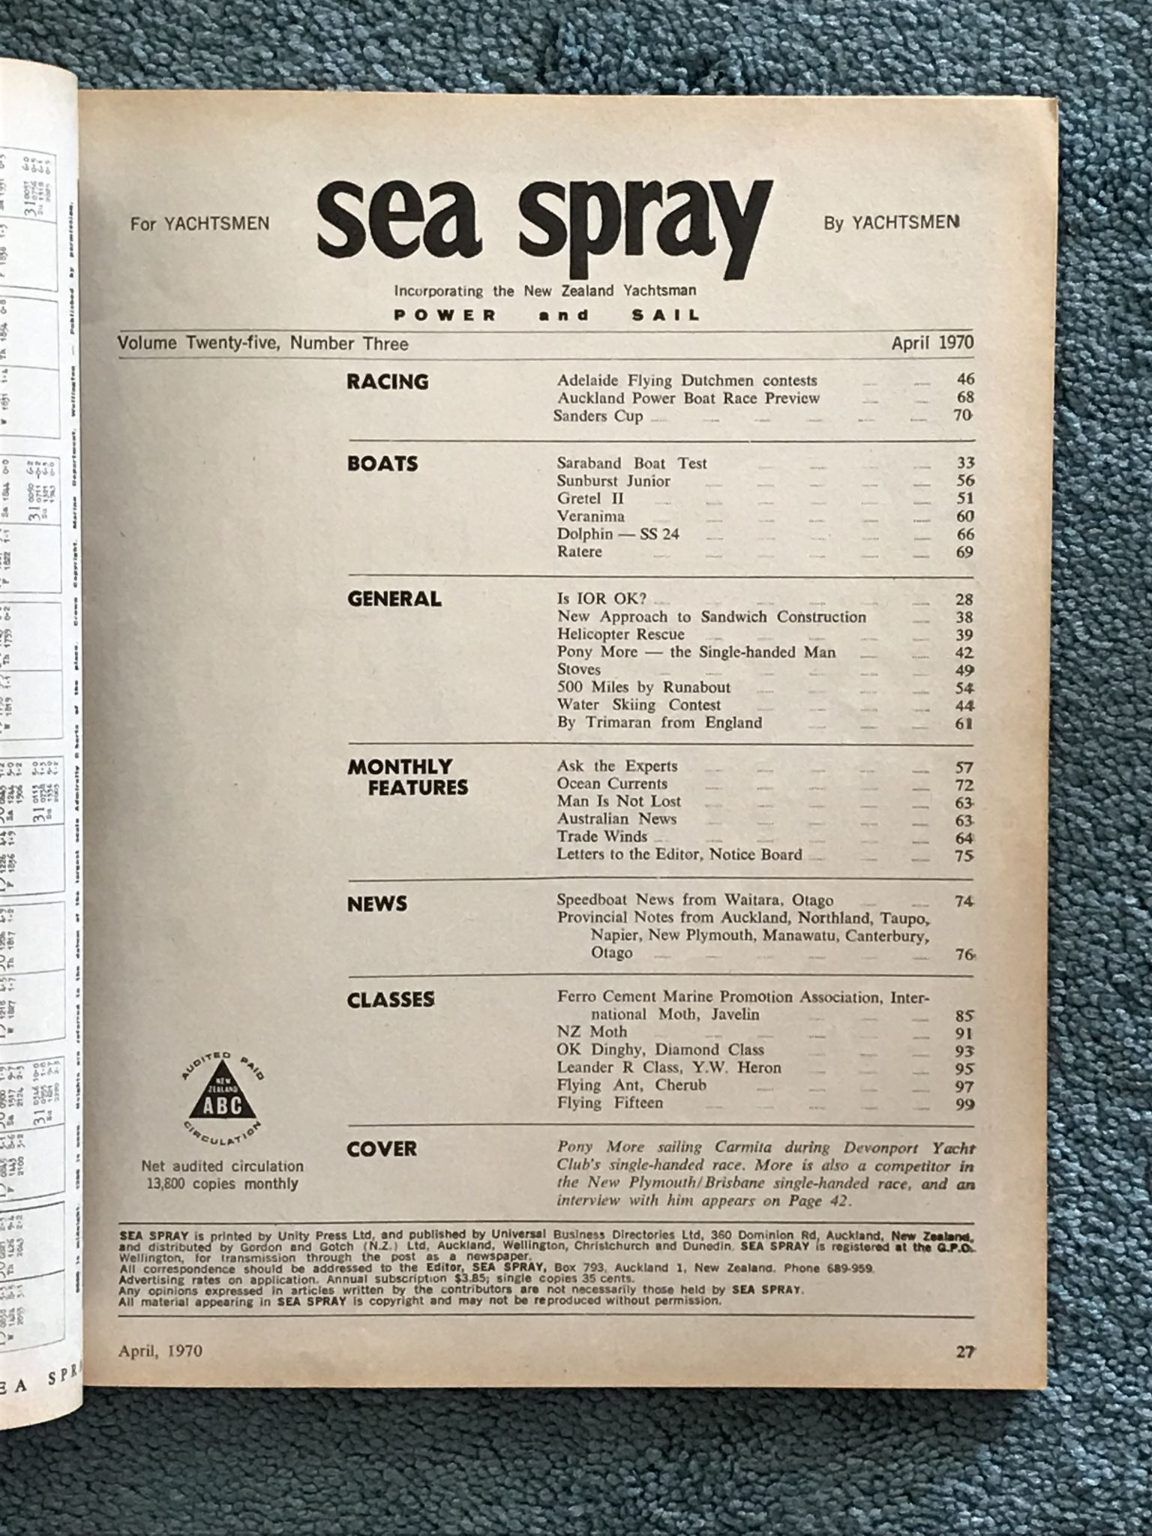 For YACHTSMEN
sea spray
By YACHTSMEN
Incorporating the New Zealand Yachtsman
POWER and SAIL
Volume Twenty-five, Number Three
April 1970
RACING
Adelaide Flying Dutchmen contests 46
Auckland Power Boat Race Preview 68
Sanders Cup 70
BOATS
Saraband Boat Test 33
Sunburst Junior 56
Gretel II 51
Veranima 60
Dolphin — SS 24 66
Ratere 69
GENERAL
Is IOR OK? 28
New Approach to Sandwich Construction 38
Helicopter Rescue 39
Pony More — the Single-handed Man 42
Stoves 49
500 Miles by Runabout 54
Water Skiing Contest 44
By Trimaran from England 61
MONTHLY
FEATURES
Ask the Experts 57
Ocean Currents 72
Man Is Not Lost 63
Australian News 63
Trade Winds 64
Letters to the Editor, Notice Board 75
NEWS
Speedboat News from Waitara, Otago 74
Provincial Notes from Auckland, Northland, Taupo,
Napier, New Plymouth, Manawatu, Canterbury,
Otago 76
CLASSES
Ferro Cement Marine Promotion Association, Inter-
national Moth, Javelin 85
NZ Moth 91
OK Dinghy, Diamond Class 93
Leander R Class, Y.W. Heron 95
Flying Ant, Cherub 97
Flying Fifteen 99
AUDITED PAID
NEW
ZEALAND
ABC
CIRCULATION
Net audited circulation
13,800 copies monthly
COVER
Pony More sailing Carmita during Devonport Yacht
Club's single-handed race. More is also a competitor in
the New Plymouth/Brisbane single-handed race, and an
interview with him appears on Page 42.
SEA SPRAY is printed by Unity Press Ltd, and published by Universal Business Directories Ltd, 360 Dominion Rd, Auckland, New Zealand,
and distributed by Gordon and Gotch (N.Z.) Ltd, Auckland, Wellington, Christchurch and Dunedin. SEA SPRAY is registered at the G.P.O.
Wellington, for transmission through the post as a newspaper.
All correspondence should be addressed to the Editor, SEA SPRAY, Box 793, Auckland 1, New Zealand. Phone 689-959.
Advertising rates on application. Annual subscription $3.85; single copies 35 cents.
Any opinions expressed in articles written by the contributors are not necessarily those held by SEA SPRAY.
All material appearing in SEA SPRAY is copyright and may not be reproduced without permission.
April, 1970
27